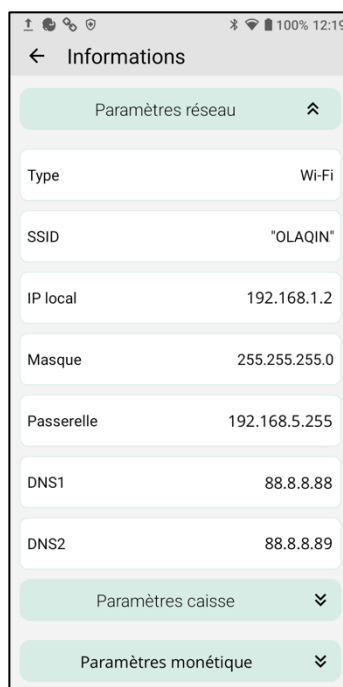 100% 12:19
Informations
Paramètres réseau
Type Wi-Fi
SSID "OLAQIN"
IP local 192.168.1.2
Masque 255.255.255.0
Passerelle 192.168.5.255
DNS1 88.8.8.88
DNS2 88.8.8.89
Paramètres caisse
Paramètres monétique